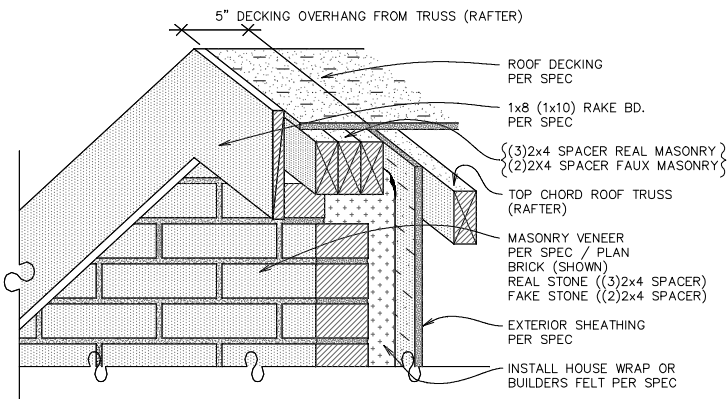 5" DECKING OVERHANG FROM TRUSS (RAFTER)
ROOF DECKING
PER SPEC
1x8 (1x10) RAKE BD.
PER SPEC
(3)2x4 SPACER REAL MASONRY
(2)2X4 SPACER FAUX MASONRY
TOP CHORD ROOF TRUSS
(RAFTER)
MASONRY VENEER
PER SPEC / PLAN
BRICK (SHOWN)
REAL STONE ((3)2x4 SPACER)
FAKE STONE ((2)2x4 SPACER)
EXTERIOR SHEATHING
PER SPEC
INSTALL HOUSE WRAP OR
BUILDERS FELT PER SPEC